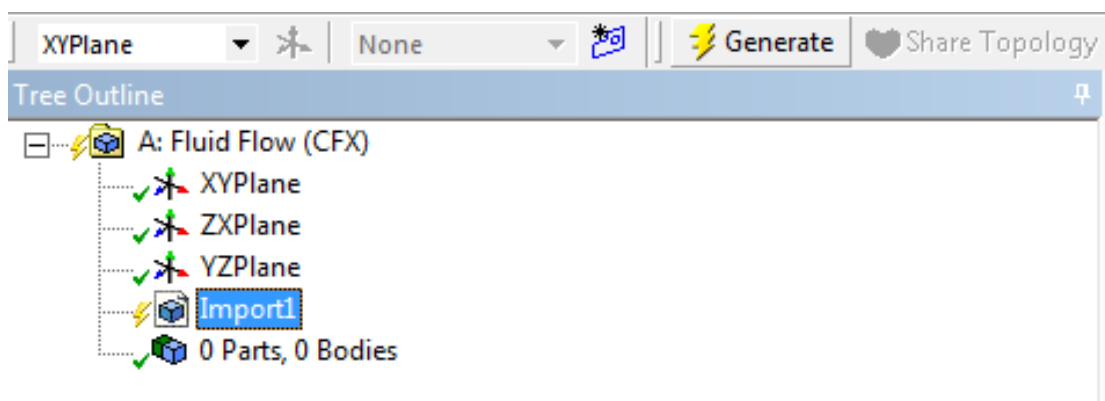 XYPlane None Generate Share Topology
Tree Outline
A: Fluid Flow (CFX)
XYPlane
ZXPlane
YZPlane
Import1
0 Parts, 0 Bodies